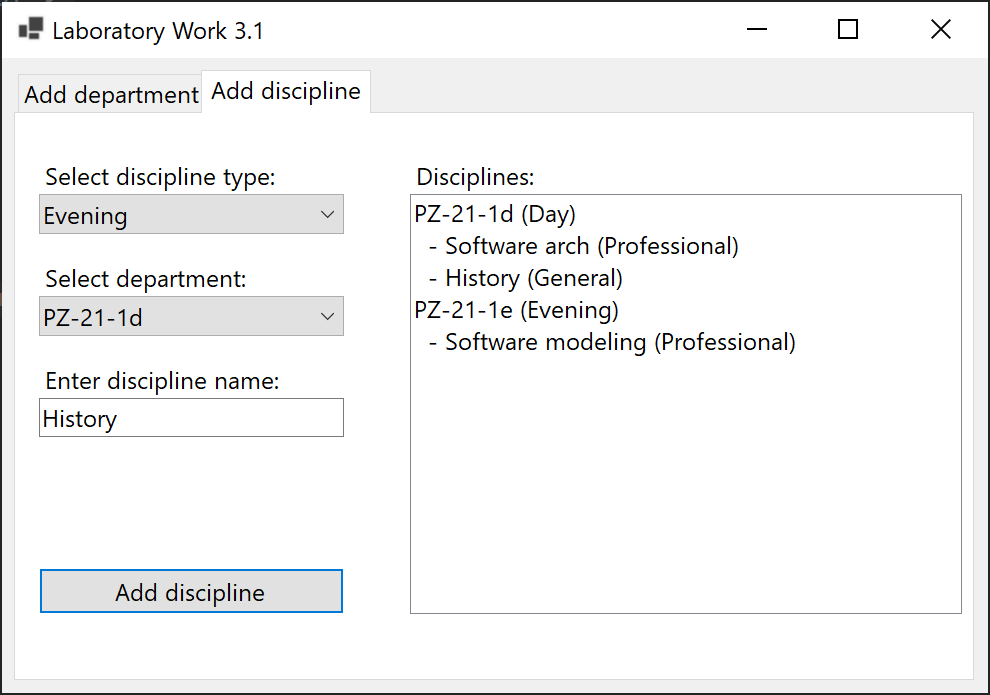 Laboratory Work 3.1
Add department
Add discipline
Select discipline type:
Evening
Select department:
PZ-21-1d
Enter discipline name:
History
Add discipline
Disciplines:
PZ-21-1d (Day)
- Software arch (Professional)
- History (General)
PZ-21-1e (Evening)
- Software modeling (Professional)